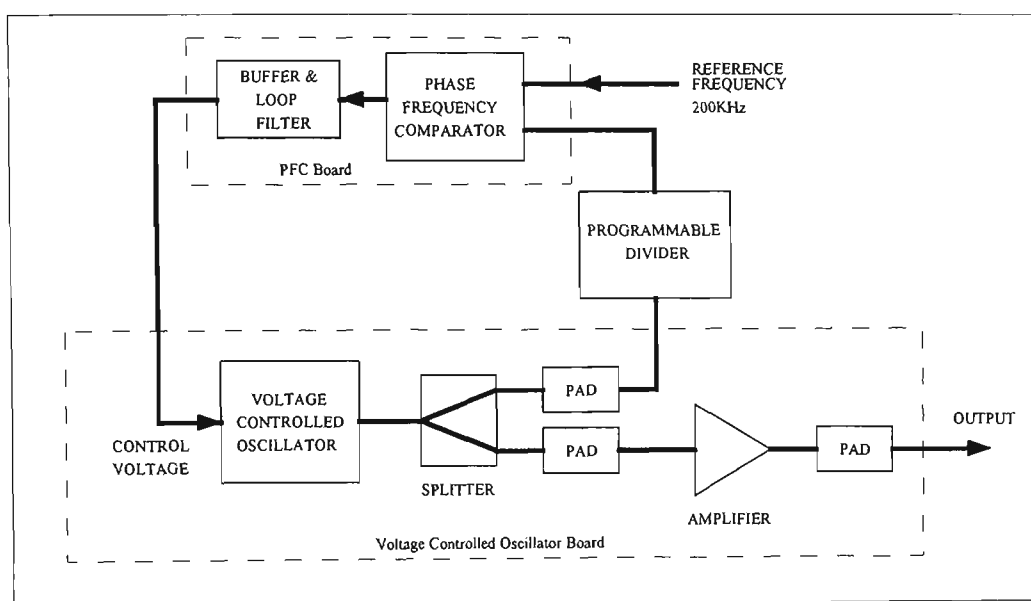 BUFFER &
LOOP
FILTER
PHASE
FREQUENCY
COMPARATOR
REFERENCE
FREQUENCY
200KHz
PFC Board
PROGRAMMABLE
DIVIDER
VOLTAGE
CONTROLLED
OSCILLATOR
PAD
PAD
PAD
OUTPUT
CONTROL
VOLTAGE
SPLITTER
AMPLIFIER
Voltage Controlled Oscillator Board